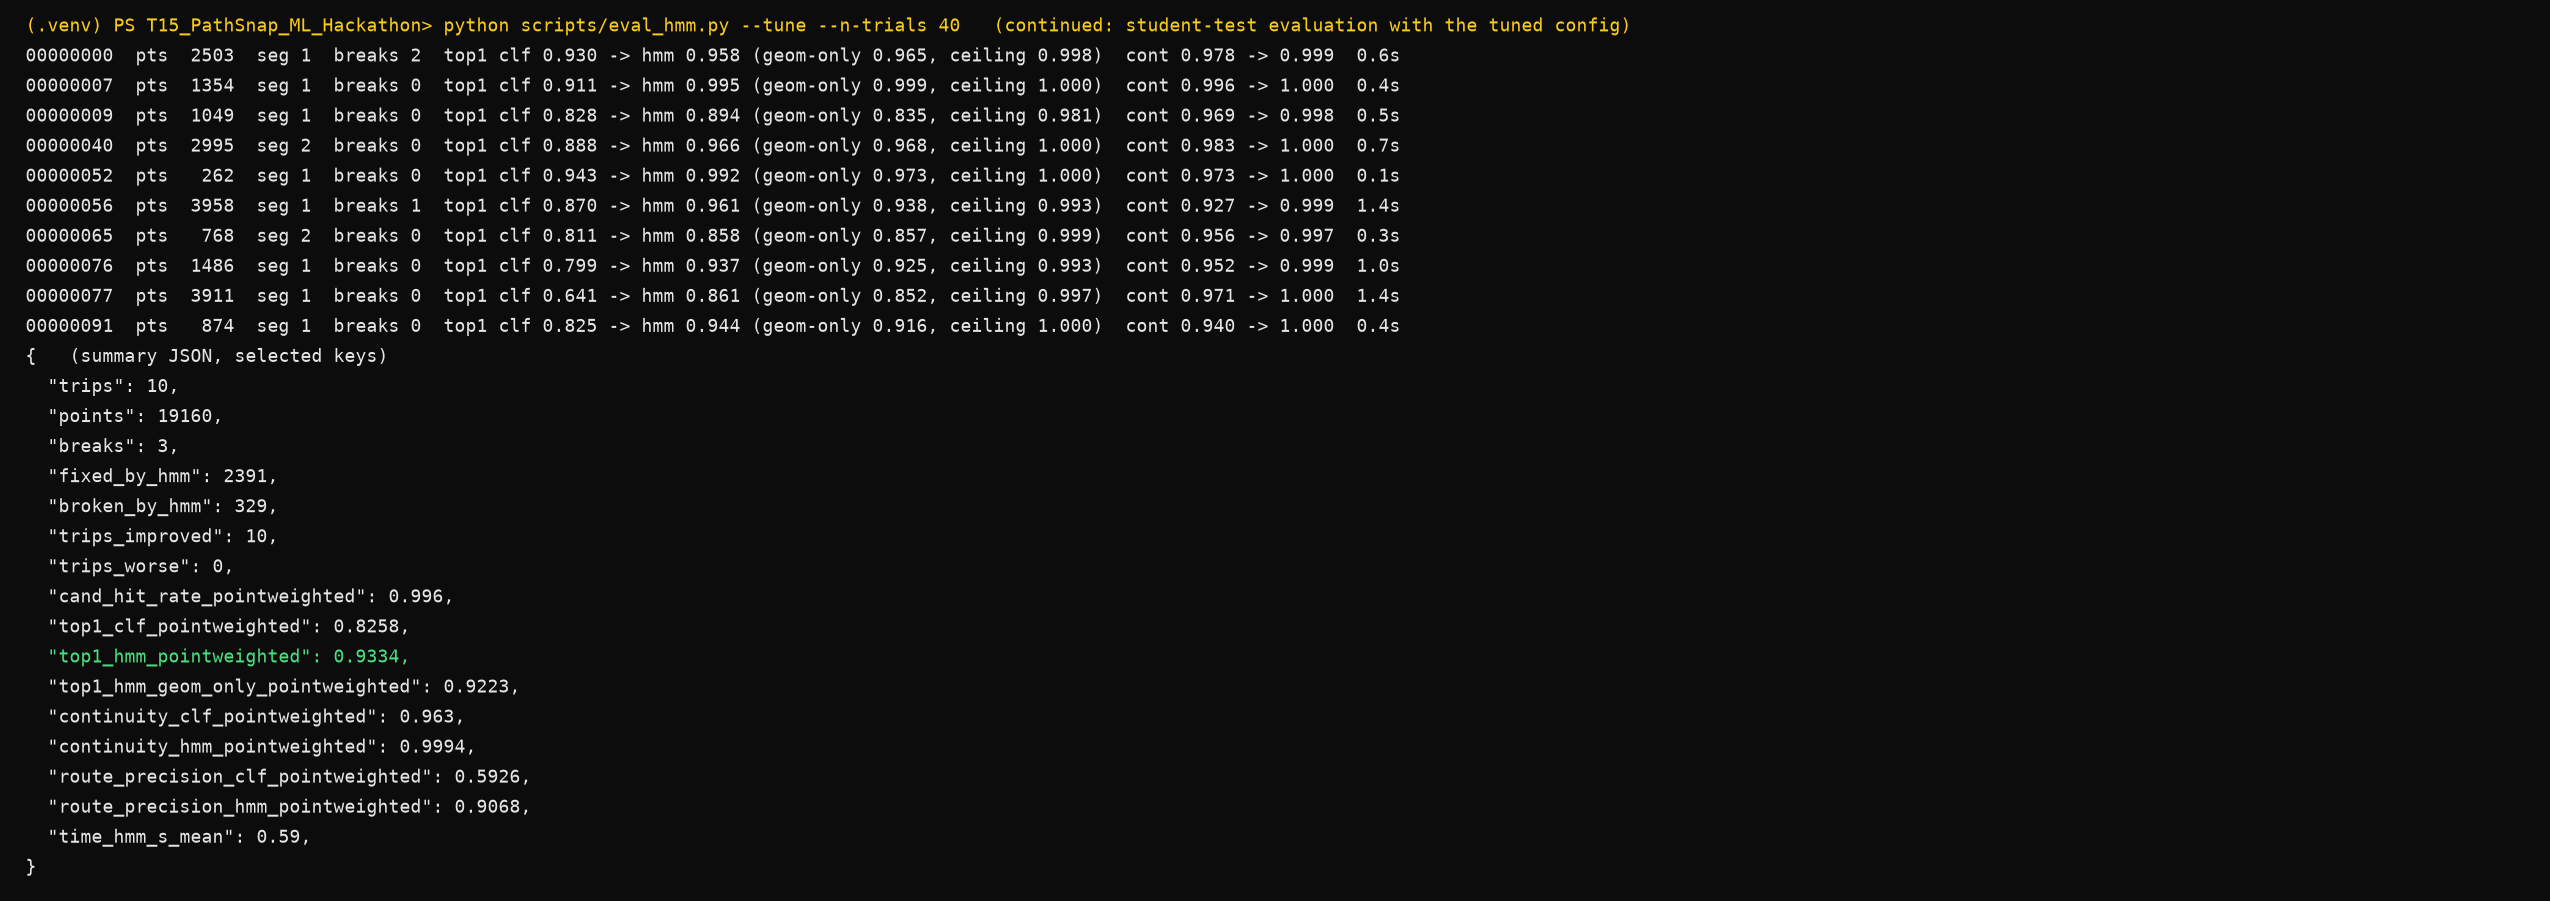 (.venv) PS T15_PathSnap_ML_Hackathon> python scripts/eval_hmm.py --tune --n-trials 40   (continued: student-test evaluation with the tuned config)
00000000  pts  2503  seg 1  breaks 2  top1 clf 0.930 -> hmm 0.958 (geom-only 0.965, ceiling 0.998)  cont 0.978 -> 0.999  0.6s
00000007  pts  1354  seg 1  breaks 0  top1 clf 0.911 -> hmm 0.995 (geom-only 0.999, ceiling 1.000)  cont 0.996 -> 1.000  0.4s
00000009  pts  1049  seg 1  breaks 0  top1 clf 0.828 -> hmm 0.894 (geom-only 0.835, ceiling 0.981)  cont 0.969 -> 0.998  0.5s
00000040  pts  2995  seg 2  breaks 0  top1 clf 0.888 -> hmm 0.966 (geom-only 0.968, ceiling 1.000)  cont 0.983 -> 1.000  0.7s
00000052  pts   262  seg 1  breaks 0  top1 clf 0.943 -> hmm 0.992 (geom-only 0.973, ceiling 1.000)  cont 0.973 -> 1.000  0.1s
00000056  pts  3958  seg 1  breaks 1  top1 clf 0.870 -> hmm 0.961 (geom-only 0.938, ceiling 0.993)  cont 0.927 -> 0.999  1.4s
00000065  pts   768  seg 2  breaks 0  top1 clf 0.811 -> hmm 0.858 (geom-only 0.857, ceiling 0.999)  cont 0.956 -> 0.997  0.3s
00000076  pts  1486  seg 1  breaks 0  top1 clf 0.799 -> hmm 0.937 (geom-only 0.925, ceiling 0.993)  cont 0.952 -> 0.999  1.0s
00000077  pts  3911  seg 1  breaks 0  top1 clf 0.641 -> hmm 0.861 (geom-only 0.852, ceiling 0.997)  cont 0.971 -> 1.000  1.4s
00000091  pts   874  seg 1  breaks 0  top1 clf 0.825 -> hmm 0.944 (geom-only 0.916, ceiling 1.000)  cont 0.940 -> 1.000  0.4s
{   (summary JSON, selected keys)
  "trips": 10,
  "points": 19160,
  "breaks": 3,
  "fixed_by_hmm": 2391,
  "broken_by_hmm": 329,
  "trips_improved": 10,
  "trips_worse": 0,
  "cand_hit_rate_pointweighted": 0.996,
  "top1_clf_pointweighted": 0.8258,
  "top1_hmm_pointweighted": 0.9334,
  "top1_hmm_geom_only_pointweighted": 0.9223,
  "continuity_clf_pointweighted": 0.963,
  "continuity_hmm_pointweighted": 0.9994,
  "route_precision_clf_pointweighted": 0.5926,
  "route_precision_hmm_pointweighted": 0.9068,
  "time_hmm_s_mean": 0.59,
}